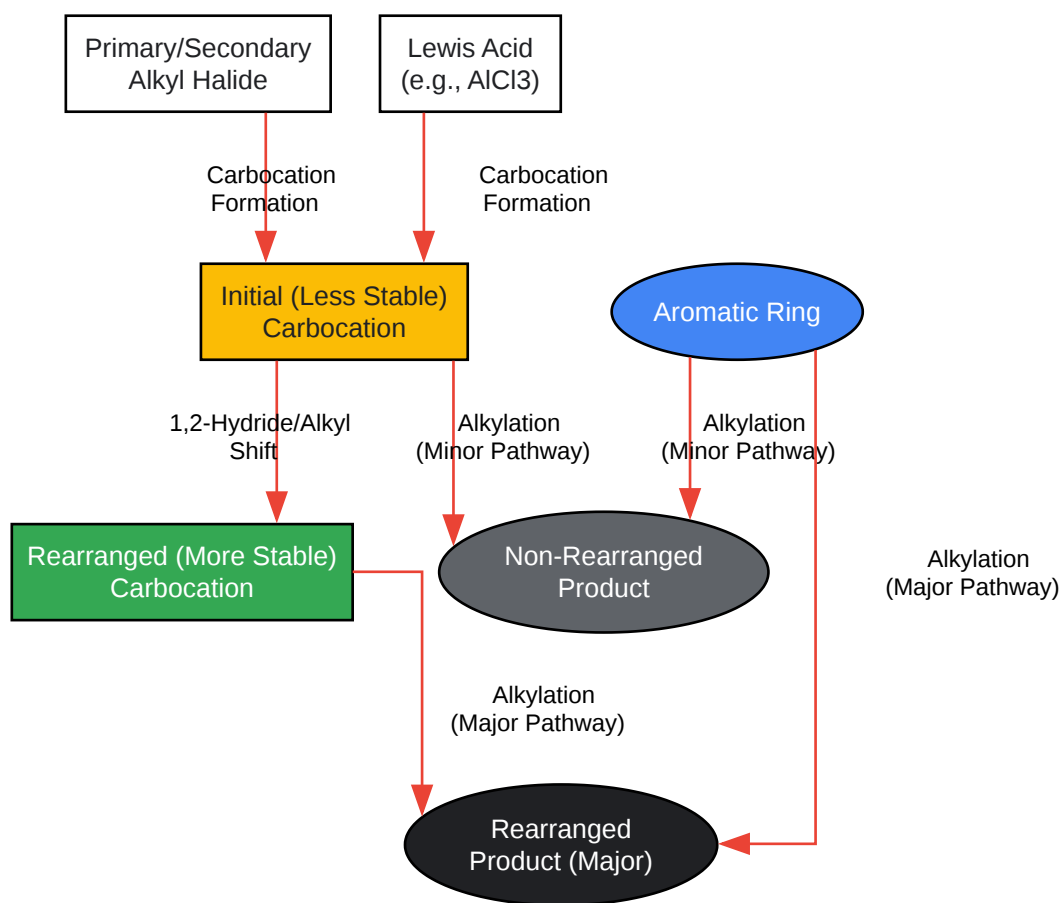 Primary/Secondary
Alkyl Halide
Lewis Acid
(e.g., AlCl3)
Carbocation
Formation
Carbocation
Formation
Initial (Less Stable)
Carbocation
Aromatic Ring
1,2-Hydride/Alkyl
Shift
Alkylation
(Minor Pathway)
Alkylation
(Minor Pathway)
Rearranged (More Stable)
Carbocation
Non-Rearranged
Product
Alkylation
(Major Pathway)
Alkylation
(Major Pathway)
Rearranged
Product (Major)